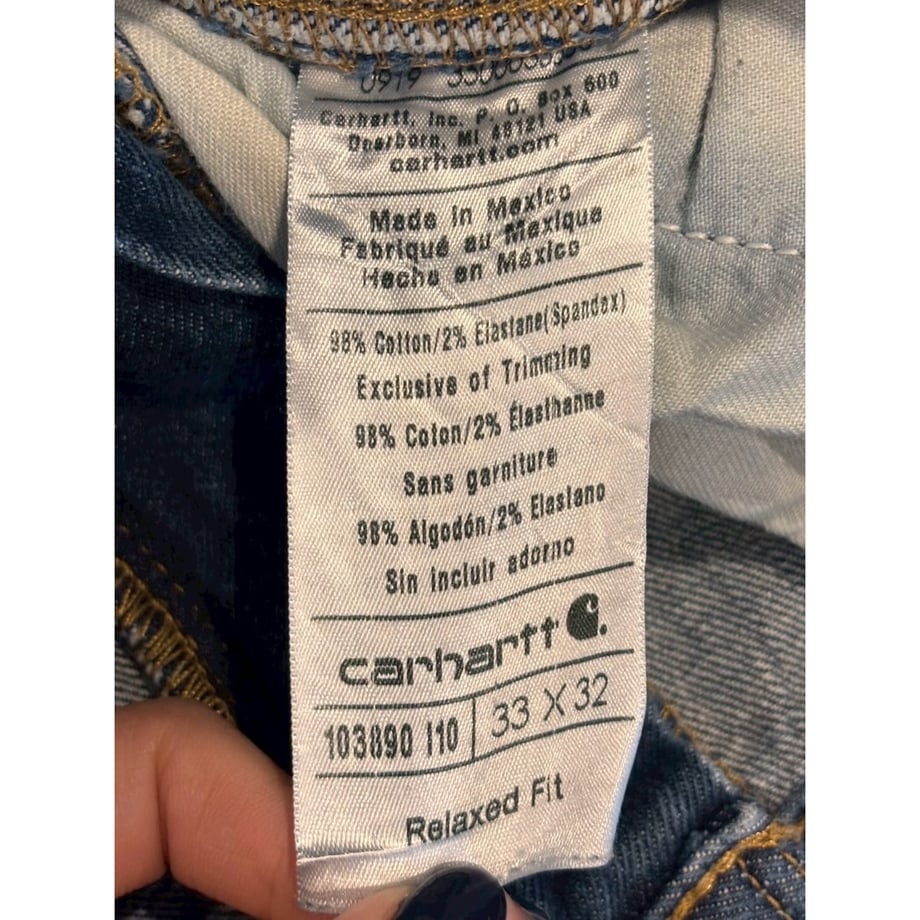 0919
Carhartt, Inc. P. O. Box 600
Dearborn, MI 48121 USA
carhartt.com
Made in Mexico
Fabriqué au Mexique
Hecho en México
98% Cotton/2% Elastane(Spandex)
Exclusive of Trimming
98% Coton/2% Élasthanne
Sans garniture
98% Algodón/2% Elastano
Sin incluir adorno
carhartt
103890 I10
33 X 32
Relaxed Fit